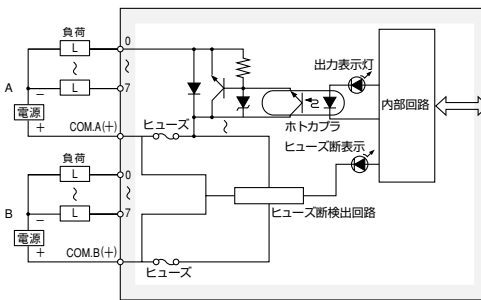 負荷
L
0
A
L
7
−
電源
+
COM.A(+)
ヒューズ
出力表示灯
内部回路
ホトカプラ
ヒューズ断表示
負荷
L
0
B
L
7
−
電源
+
COM.B(+)
ヒューズ
ヒューズ断検出回路